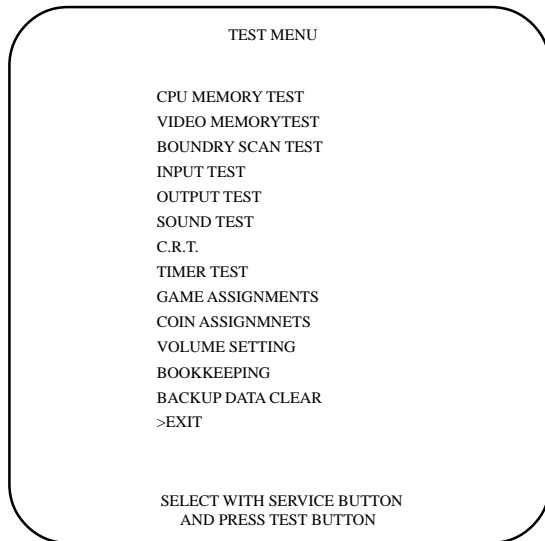 TEST MENU
CPU MEMORY TEST
VIDEO MEMORYTEST
BOUNDRY SCAN TEST
INPUT TEST
OUTPUT TEST
SOUND TEST
C.R.T.
TIMER TEST
GAME ASSIGNMENTS
COIN ASSIGNMNETS
VOLUME SETTING
BOOKKEEPING
BACKUP DATA CLEAR
>EXIT
SELECT WITH SERVICE BUTTON
AND PRESS TEST BUTTON